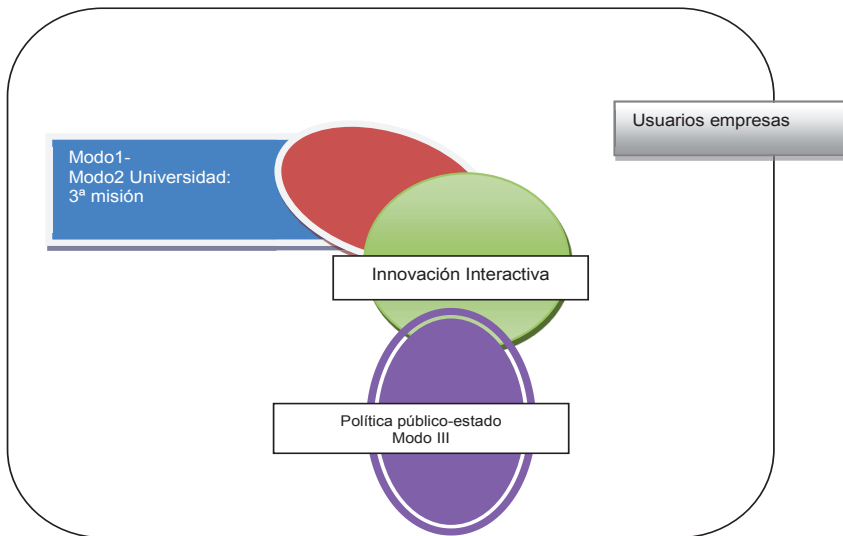 Usuarios empresas
Modo1-
Modo2 Universidad:
3ª misión
Innovación Interactiva
Política público-estado
Modo III